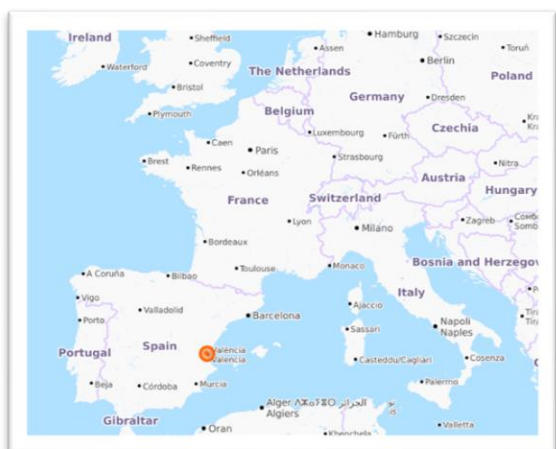 Ireland
Sheffield
Hamburg
Szczecin
Assen
Toruń
Waterford
Coventry
The Netherlands
Berlin
Bristol
Poland
Germany
Dresden
Plymouth
Belgium
Luxembourg
Fürth
Czechia
Caen
Paris
Strasbourg
Brest
Rennes
Orléans
Nitra
Austria
France
Switzerland
Hungary
Lyon
Milano
Zagreb
Somb
Bordeaux
Bosnia and Herzegov
A Coruña
Bilbao
Toulouse
Monaco
Italy
Vigo
Ajaccio
Porto
Valladolid
Barcelona
Sassari
Napoli
Naples
Portugal
Spain
València
Valencia
Casteddu/Cagliari
Cosenza
Beja
Córdoba
Murcia
Palermo
Gibraltar
Alger ⴷⵣⴰⵢⴻⵔ الجزائر
Algiers
Oran
Khenchela
Valletta